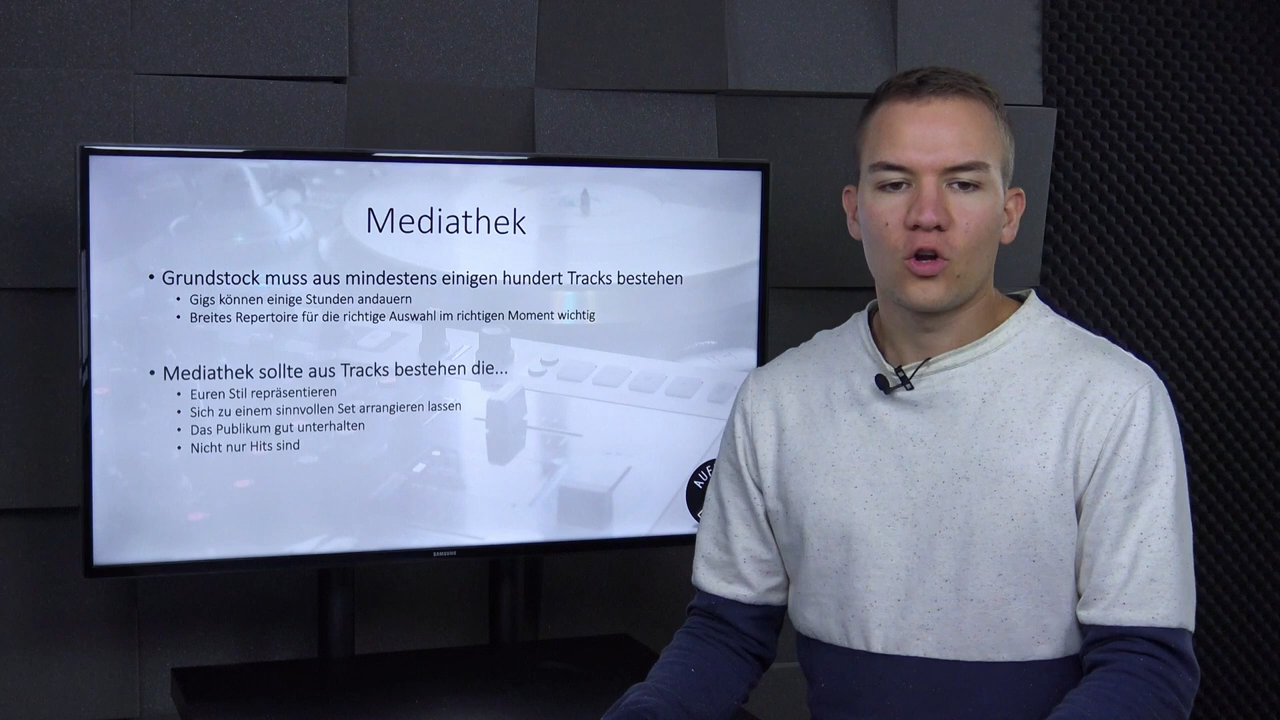 Mediathek
• Grundstock muss aus mindestens einigen hundert Tracks bestehen
• Gigs können einige Stunden andauern
• Breites Repertoire für die richtige Auswahl im richtigen Moment wichtig
• Mediathek sollte aus Tracks bestehen die...
• Euren Stil repräsentieren
• Sich zu einem sinnvollen Set arrangieren lassen
• Das Publikum gut unterhalten
• Nicht nur Hits sind
AUF
SAMSUNG